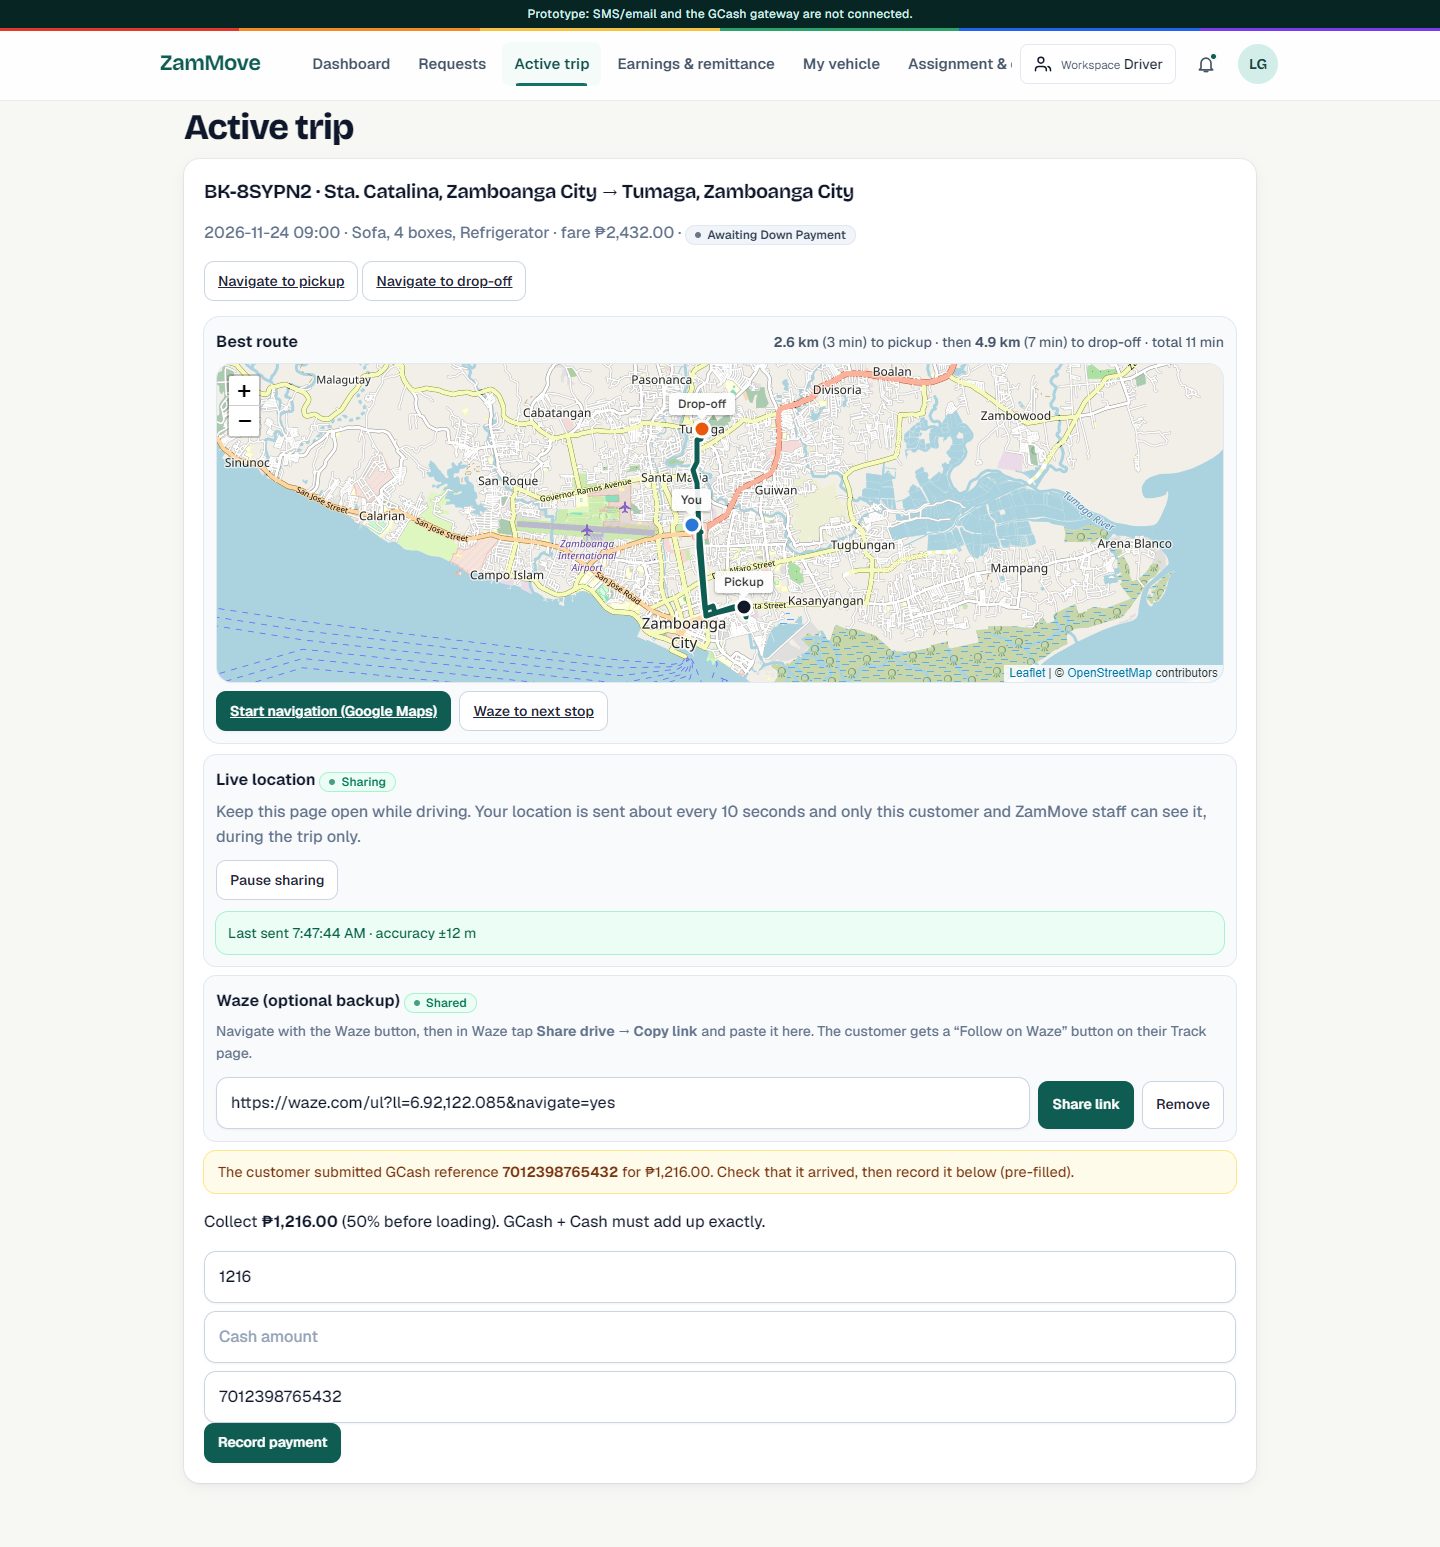 Prototype: SMS/email and the GCash gateway are not connected.
ZamMove
Dashboard
Requests
Active trip
Earnings & remittance
My vehicle
Assignment &
Workspace Driver
LG
Active trip
BK-8SYPN2 · Sta. Catalina, Zamboanga City → Tumaga, Zamboanga City
2026-11-24 09:00 · Sofa, 4 boxes, Refrigerator · fare ₱2,432.00 · Awaiting Down Payment
Navigate to pickup
Navigate to drop-off
Best route
2.6 km (3 min) to pickup · then 4.9 km (7 min) to drop-off · total 11 min
+
−
Malagutay
Pasonanca
Boalan
Divisoria
Cabatangan
Drop-off
Zambowood
Sinunoc
San Roque
Governor Ramos Avenue
Guiwan
San Jose Street
Calarian
You
Tumaga River
San Jose Street
Zamboanga
International
Airport
Tugbungan
Arena Blanco
Campo Islam
San Jose Road
Pickup
Mampang
Kasanyangan
Zamboanga
City
Leaflet | © OpenStreetMap contributors
Start navigation (Google Maps)
Waze to next stop
Live location
Sharing
Keep this page open while driving. Your location is sent about every 10 seconds and only this customer and ZamMove staff can see it,
during the trip only.
Pause sharing
Last sent 7:47:44 AM · accuracy ±12 m
Waze (optional backup)
Shared
Navigate with the Waze button, then in Waze tap Share drive → Copy link and paste it here. The customer gets a “Follow on Waze” button on their Track
page.
https://waze.com/ul?ll=6.92,122.085&navigate=yes
Share link
Remove
The customer submitted GCash reference 7012398765432 for ₱1,216.00. Check that it arrived, then record it below (pre-filled).
Collect ₱1,216.00 (50% before loading). GCash + Cash must add up exactly.
1216
Cash amount
7012398765432
Record payment